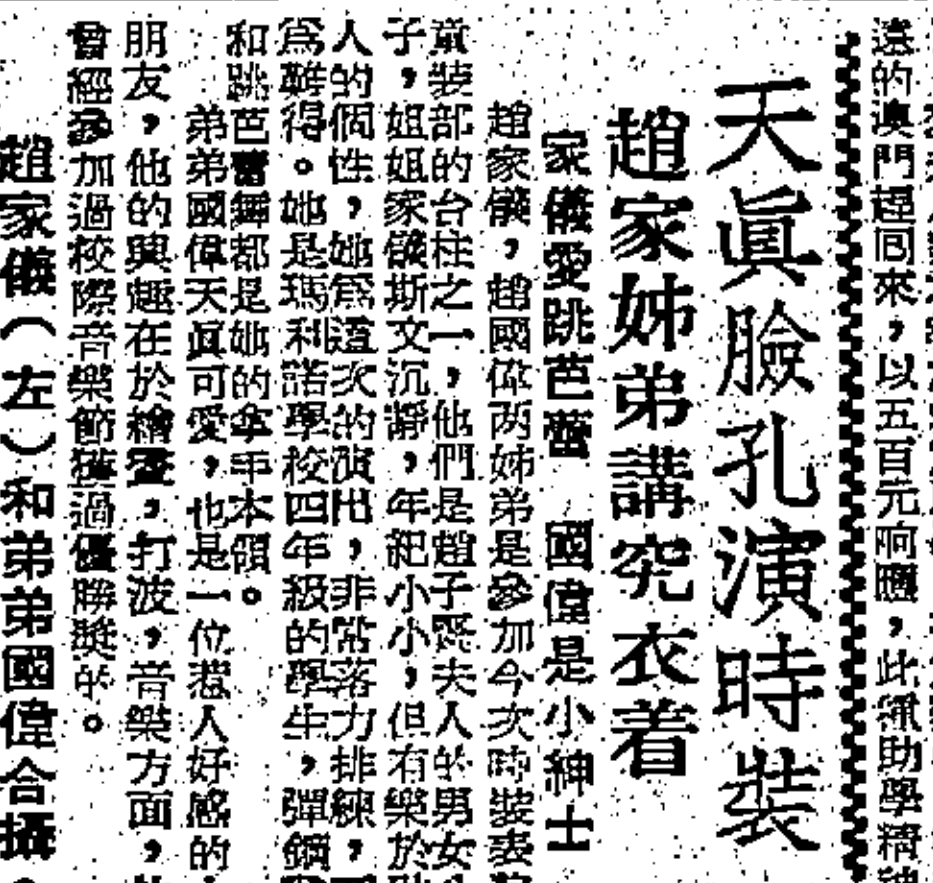 遠的澳門趕回來，以五百元响應，此種助學精神
天眞臉孔演時裝
趙家姊弟講究衣着
家儀愛跳芭蕾　國偉是小紳士
趙家儀，趙國偉兩姊弟是參加今次時裝表
童裝部的台柱之一，他們是趙子
夫人的男女公
子，姐姐家儀斯文沉靜，年紀小小，但有樂於助
人的個性，她爲這次的演出，非常落力排練，
爲難得。她是瑪利諾學校四年級的學生，彈鋼
和跳芭蕾舞都是她的拿手本領。
弟弟國偉天眞可愛，也是一位惹人好感的
朋友，他的興趣在於繪畫，打波，音樂方面，
曾經參加過校際音樂節獲過優勝獎的。
趙家儀（左）和弟弟國偉合攝